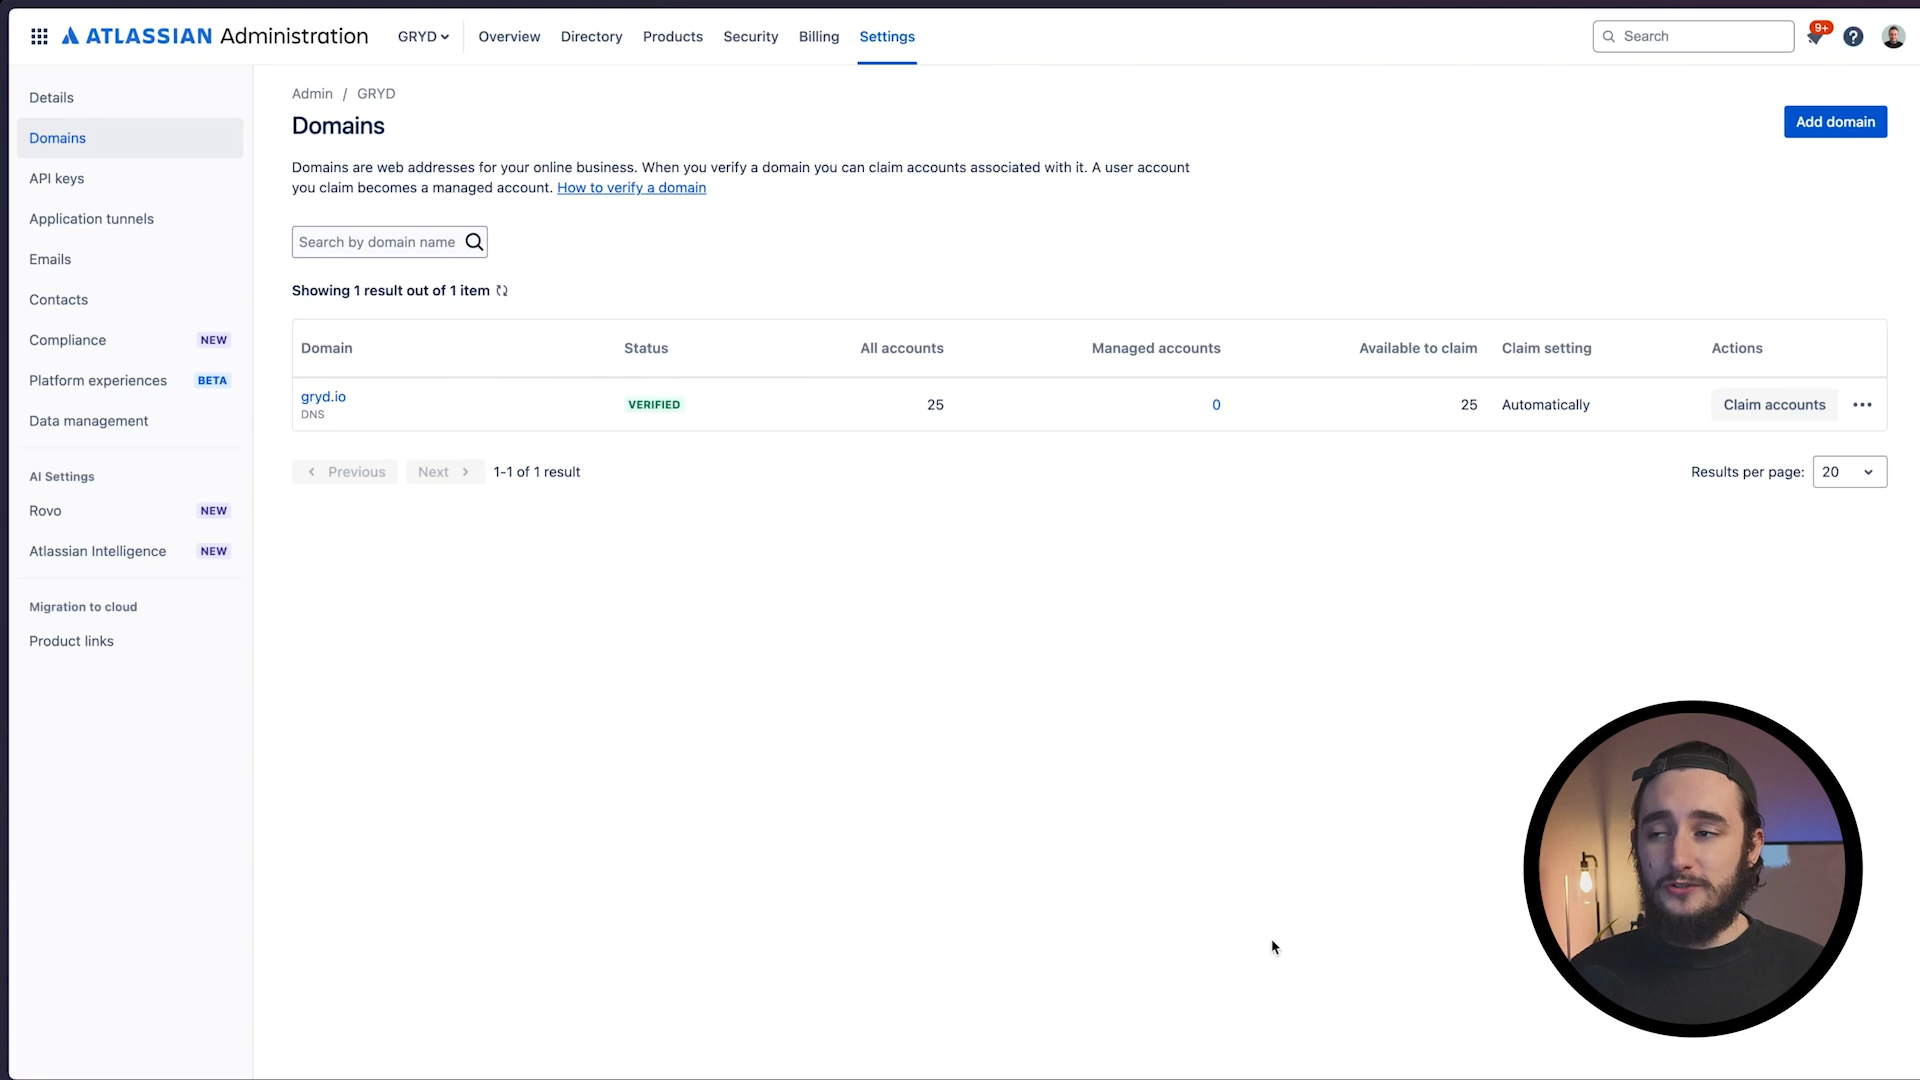 ATLASSIAN Administration
GRYD
Overview
Directory
Products
Security
Billing
Settings
Search
9+
Details
Domains
API keys
Application tunnels
Emails
Contacts
Compliance NEW
Platform experiences BETA
Data management
AI Settings
Rovo NEW
Atlassian Intelligence NEW
Migration to cloud
Product links
Admin / GRYD
Domains
Add domain
Domains are web addresses for your online business. When you verify a domain you can claim accounts associated with it. A user account
you claim becomes a managed account. How to verify a domain
Search by domain name
Showing 1 result out of 1 item
Domain Status All accounts Managed accounts Available to claim Claim setting Actions
gryd.io VERIFIED 25 0 25 Automatically Claim accounts
DNS
Previous Next 1-1 of 1 result
Results per page: 20